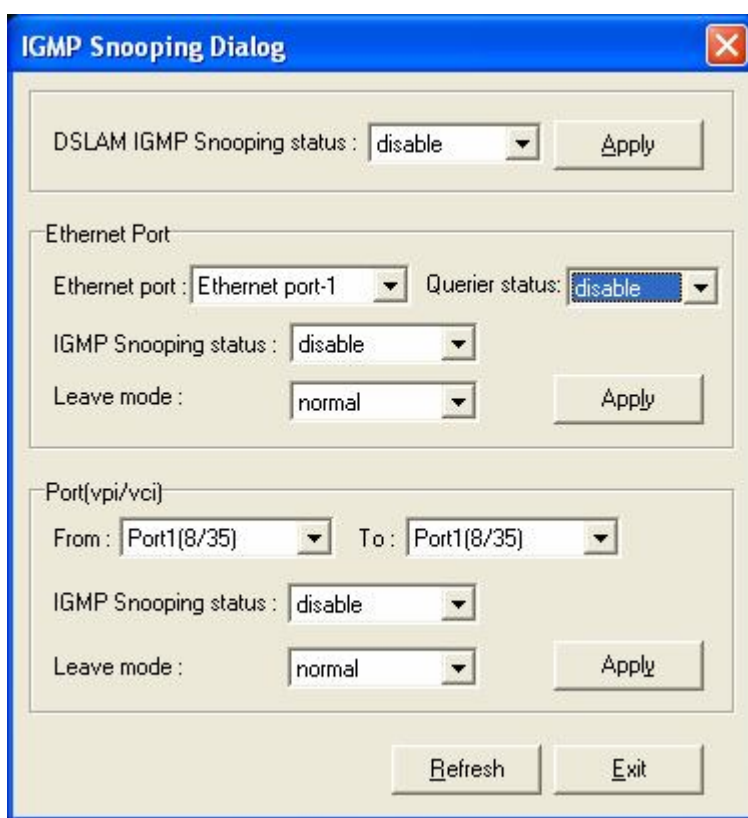 IGMP Snooping Dialog
DSLAM IGMP Snooping status : disable Apply
Ethernet Port
Ethernet port : Ethernet port-1 Querier status: disable
IGMP Snooping status : disable
Leave mode : normal Apply
Port(vpi/vci)
From : Port1(8/35) To : Port1(8/35)
IGMP Snooping status : disable
Leave mode : normal Apply
Refresh Exit